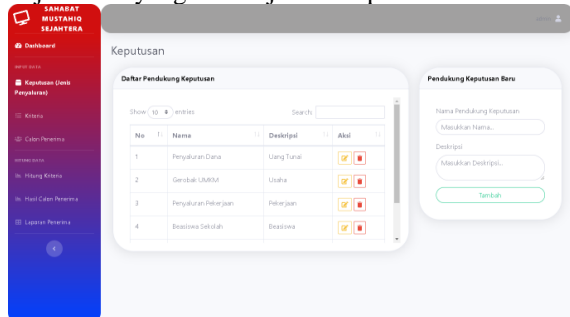 SAHABAT
MUSTAHIQ
SEJAHTERA
Dashboard
INPUT DATA
Keputusan (Jenis
Penyaluran)
Kriteria
Calon Penerima
Hitung Kriteria
Hasil Calon Penerima
Laporan Penerima
admin
Keputusan
Daftar Pendukung Keputusan
Show 10 entries
Search:
No Nama Deskripsi Aksi
1 Penyaluran Dana Uang Tunai
2 Gerobak UMKM Usaha
3 Penyaluran Pekerjaan Pekerjaan
4 Beasiswa Sekolah Beasiswa
Pendukung Keputusan Baru
Nama Pendukung Keputusan
Masukkan Nama...
Deskripsi
Masukkan Deskripsi...
Tambah